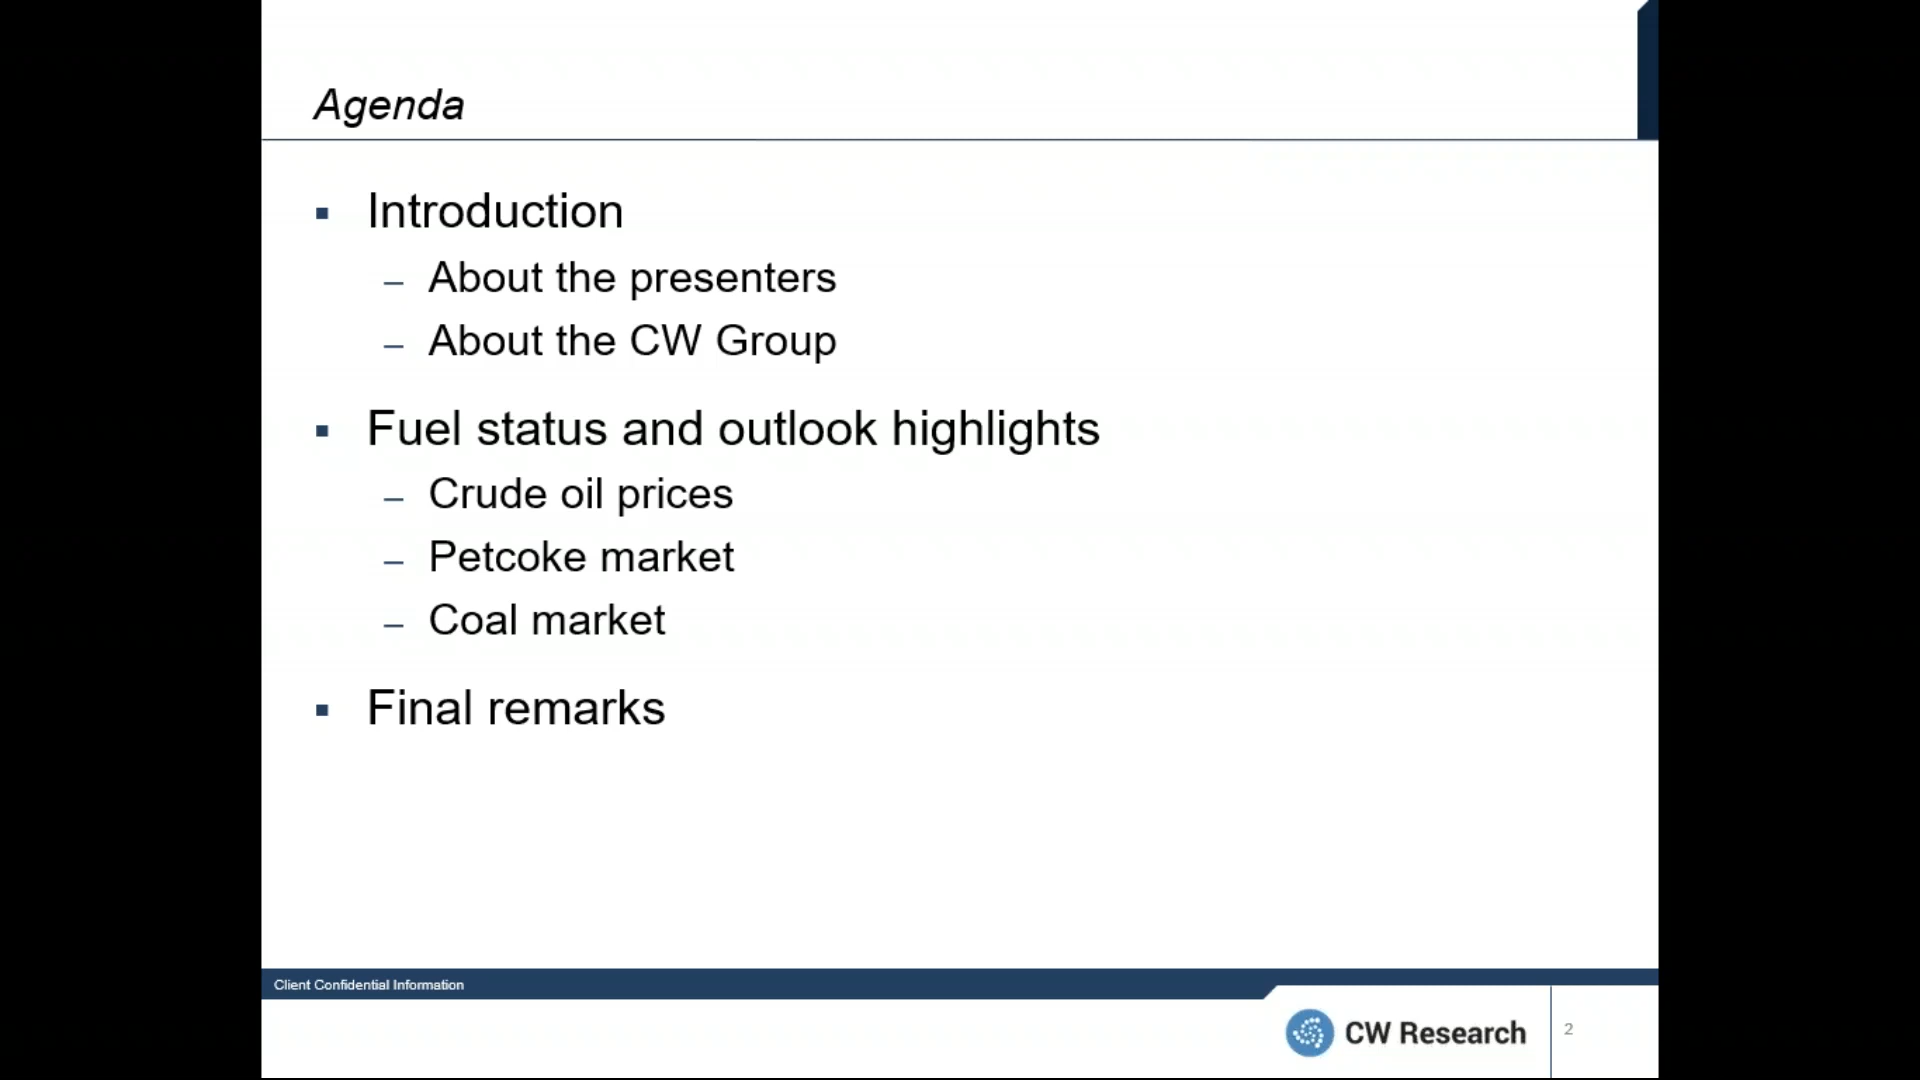 Agenda
▪ Introduction
– About the presenters
– About the CW Group
▪ Fuel status and outlook highlights
– Crude oil prices
– Petcoke market
– Coal market
▪ Final remarks
Client Confidential Information
CW Research
2